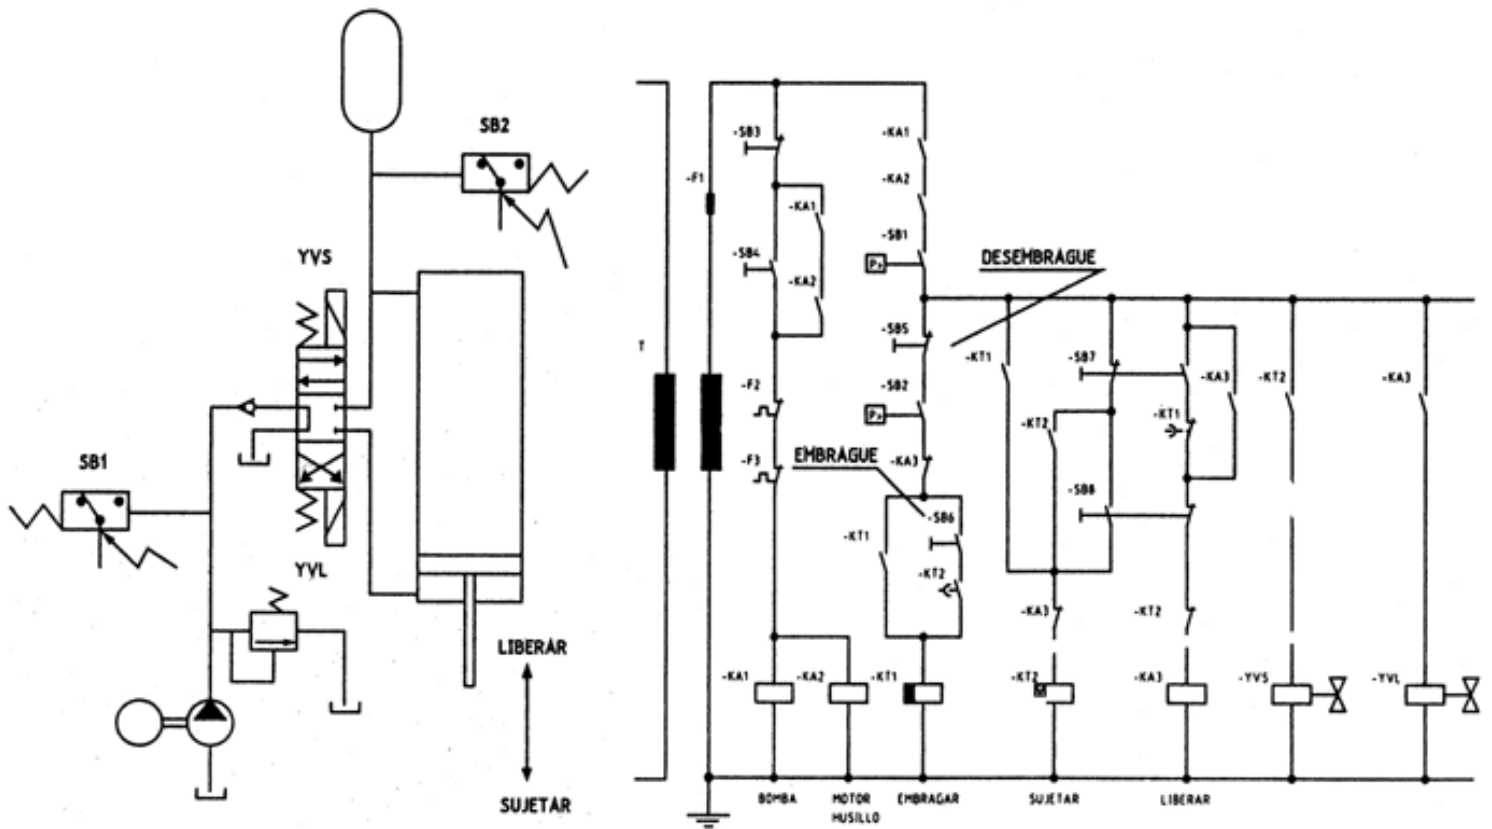 SB2
YVS
SB1
YVL
LIBERAR
SUJETAR
T
-F1
-SB3
-KA1
-SB4
-KA2
-F2
-F3
-KA1
-KA2
-SB1
P>
DESEMBRAGUE
-SB5
-SB2
P>
EMBRAGUE
-KA3
-SB6
-KT1
-KT2
-KT1
-SB7
-KT2
-SB8
-KA3
-KA3
-KT1
-KT2
-KT2
-KA3
-KA1
-KA2
-KT1
-KT2
-KA3
-YVS
-YVL
BOMBA
MOTOR
HUSILLO
EMBRAGAR
SUJETAR
LIBERAR